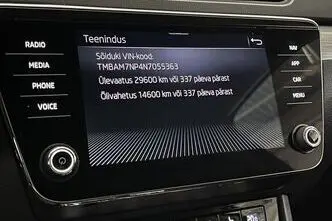 Teenindus
RADIO
MEDIA
PHONE
VOICE
Sõiduki VIN-kood:
TMBAM7NP4N7055363
Ülevaatus 29600 km või 337 päeva pärast
Õlivahetus 14600 km või 337 päeva pärast
NAV
APP
CAR
MENU